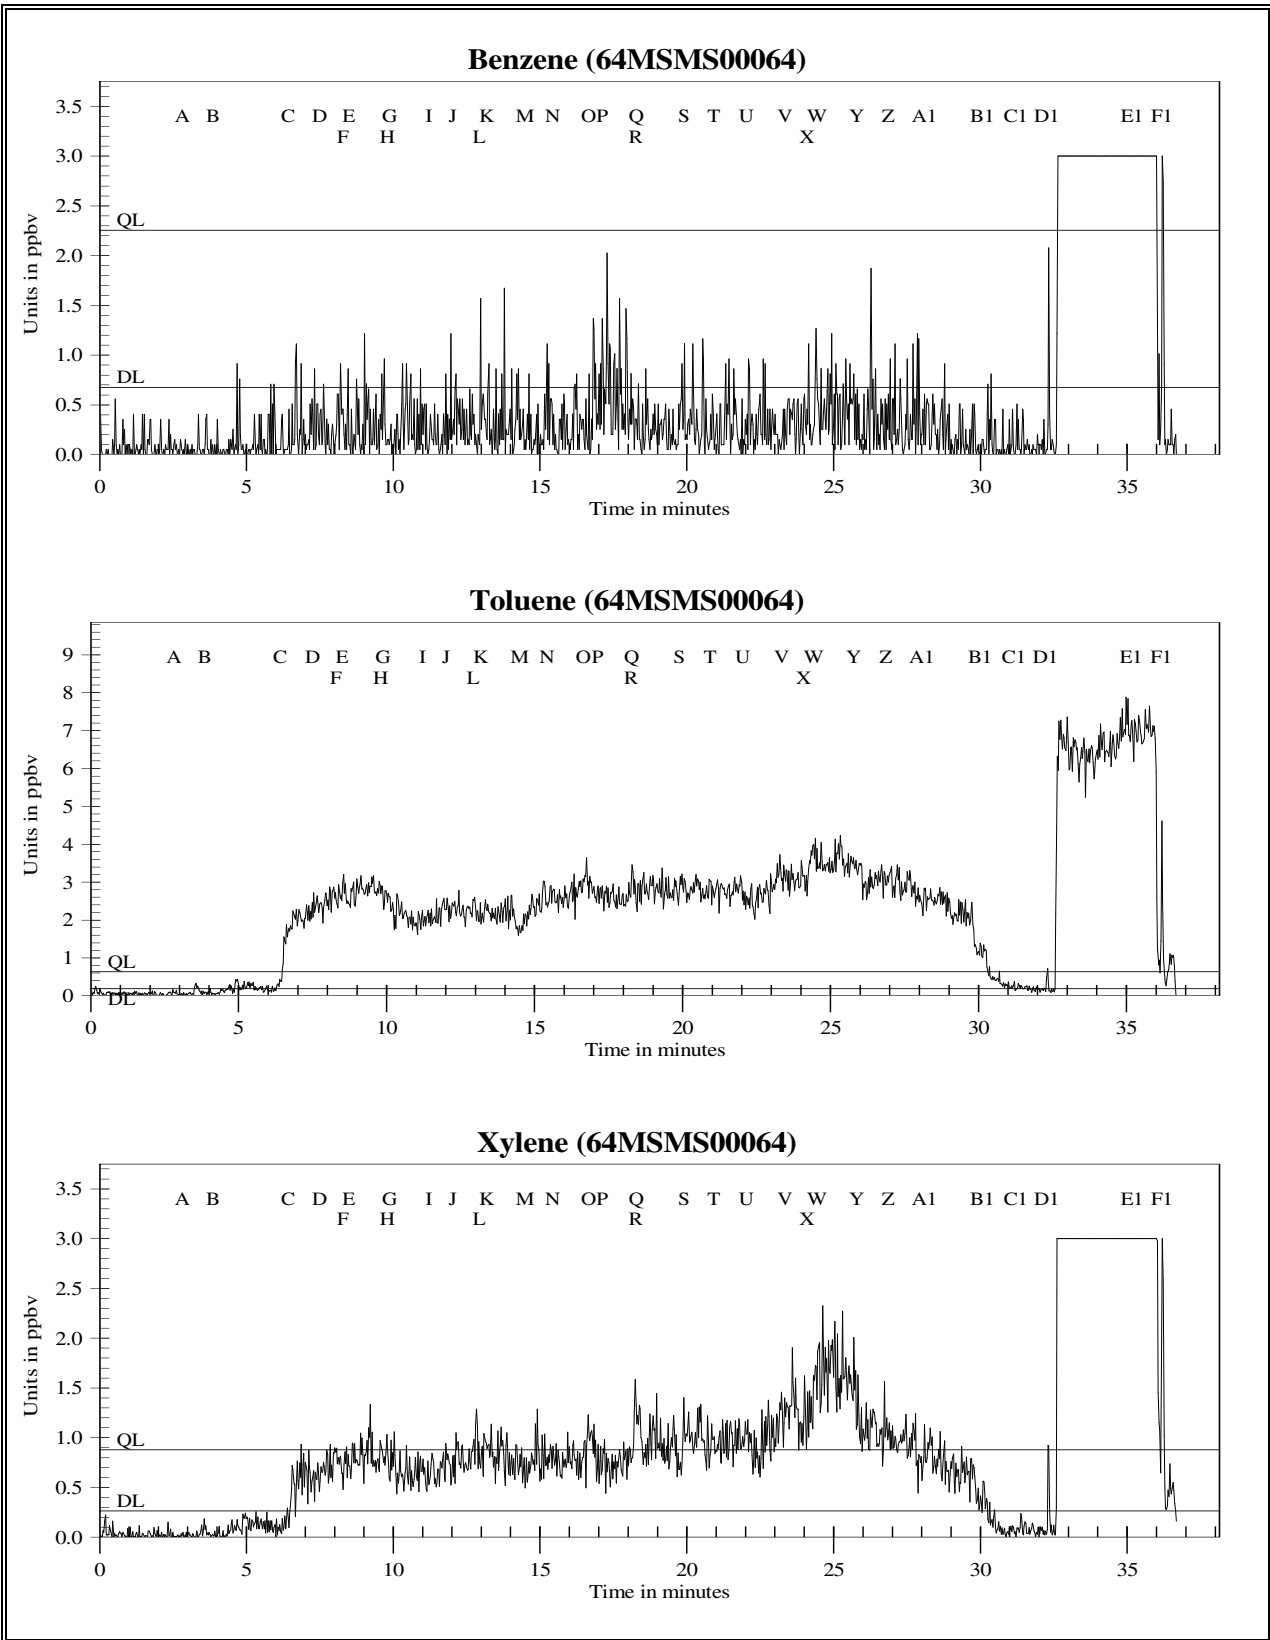 Benzene (64MSMS00064)
A B C D E G I J K M N OP Q S T U V W Y Z A1 B1 C1 D1 E1 F1
F H L R X
3.5
3.0
2.5
2.0
1.5
1.0
0.5
0.0
Units in ppbv
QL
DL
0 5 10 15 20 25 30 35
Time in minutes
Toluene (64MSMS00064)
A B C D E G I J K M N OP Q S T U V W Y Z A1 B1 C1 D1 E1 F1
F H L R X
9
8
7
6
5
4
3
2
1
0
Units in ppbv
QL
DL
0 5 10 15 20 25 30 35
Time in minutes
Xylene (64MSMS00064)
A B C D E G I J K M N OP Q S T U V W Y Z A1 B1 C1 D1 E1 F1
F H L R X
3.5
3.0
2.5
2.0
1.5
1.0
0.5
0.0
Units in ppbv
QL
DL
0 5 10 15 20 25 30 35
Time in minutes